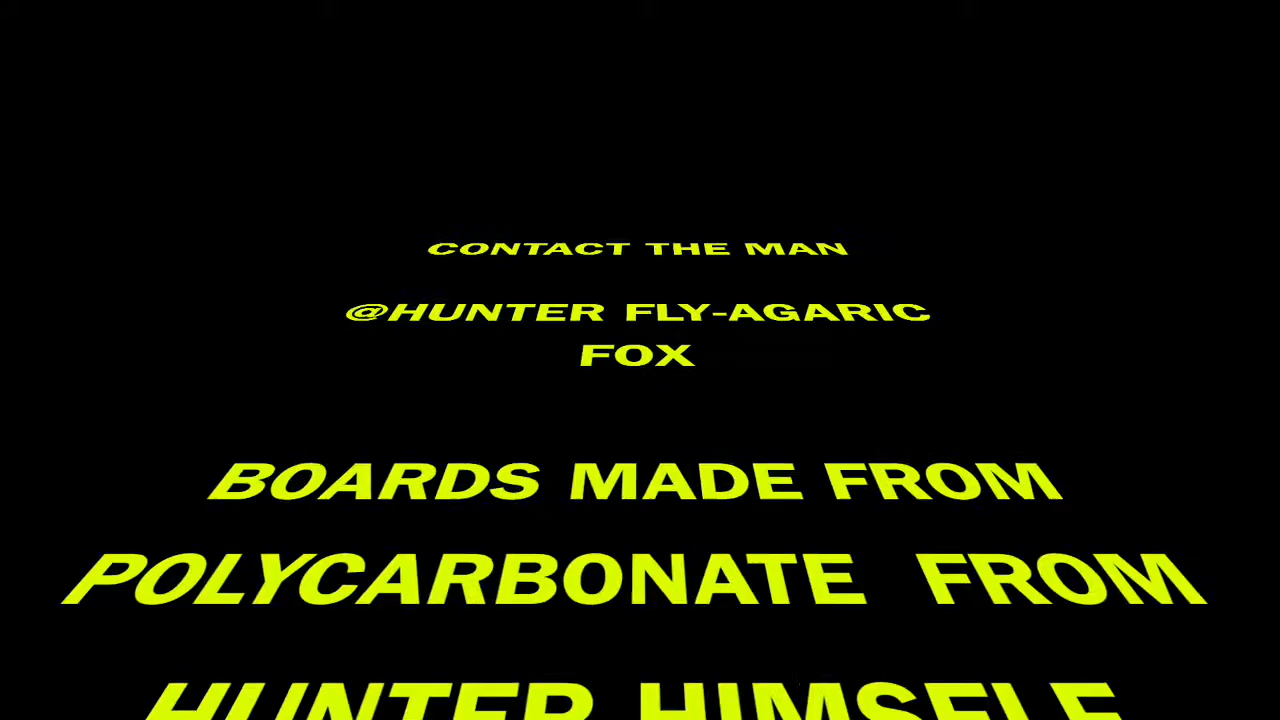 CONTACT THE MAN
@HUNTER FLY-AGARIC
FOX
BOARDS MADE FROM
POLYCARBONATE FROM
HUNTER HIMSELF